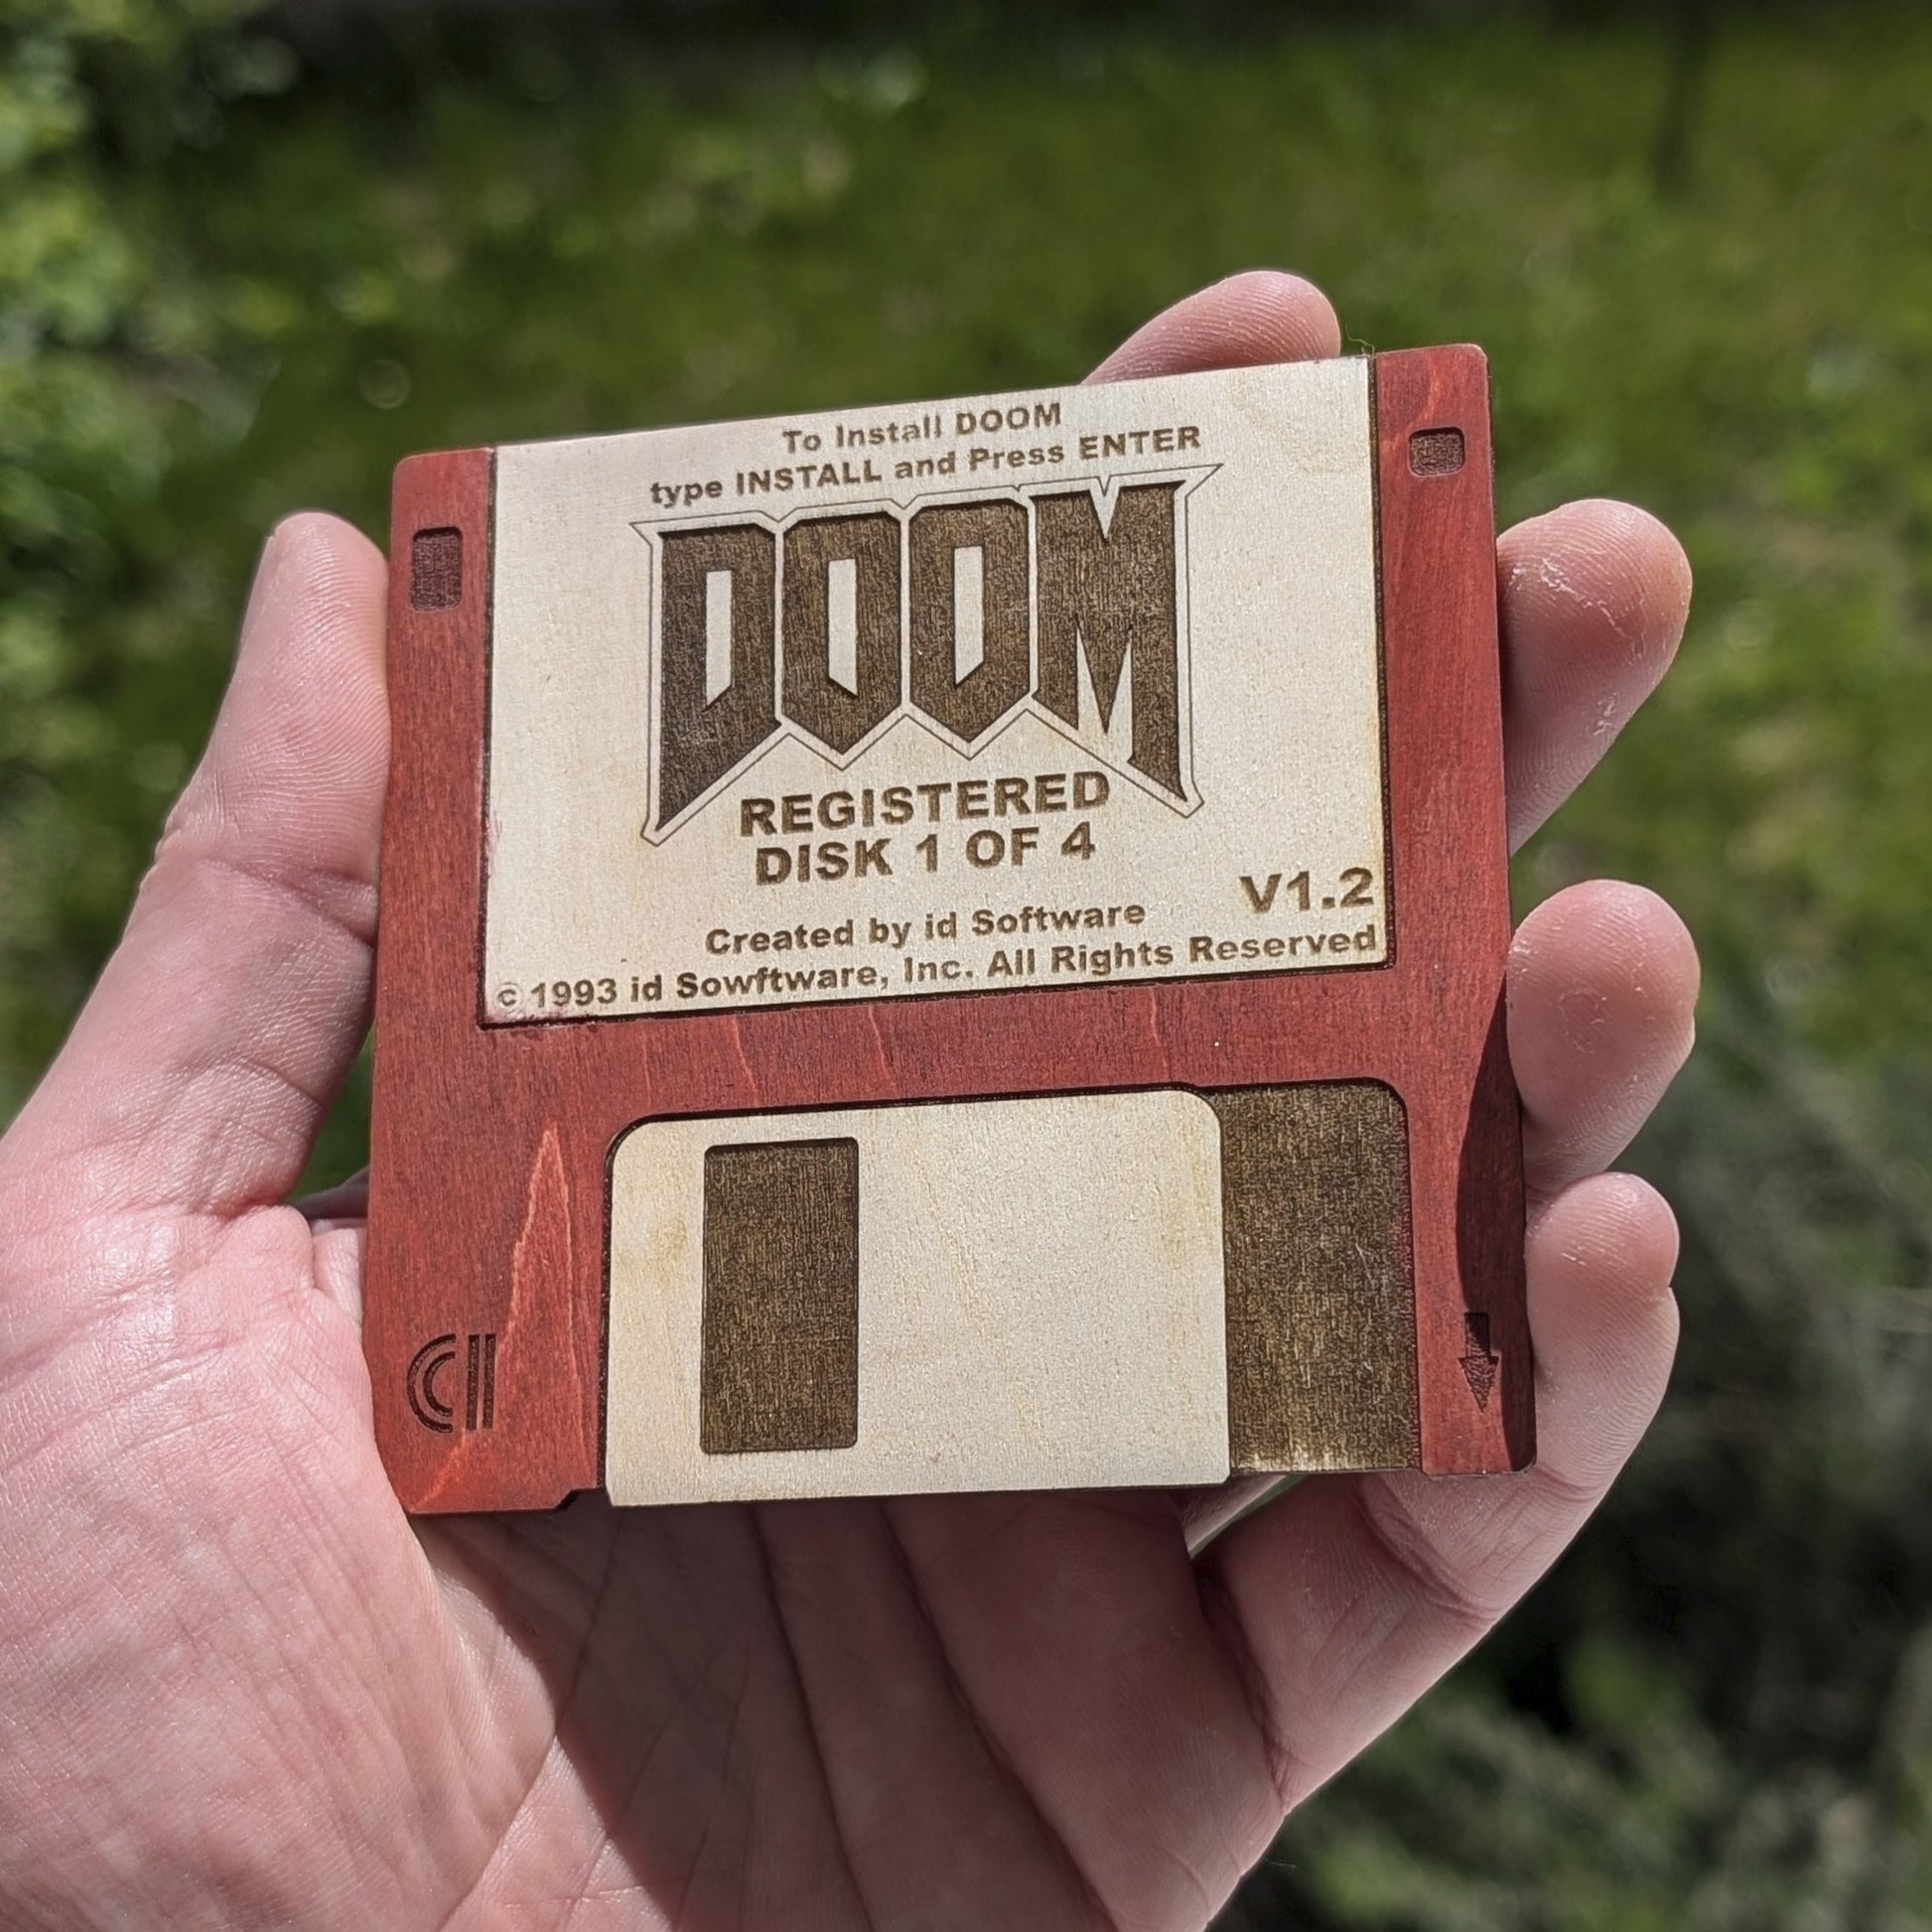 To Install DOOM
type INSTALL and Press ENTER
DOOM
REGISTERED
DISK 1 OF 4
V1.2
Created by id Software
©1993 id Sowftware, Inc. All Rights Reserved